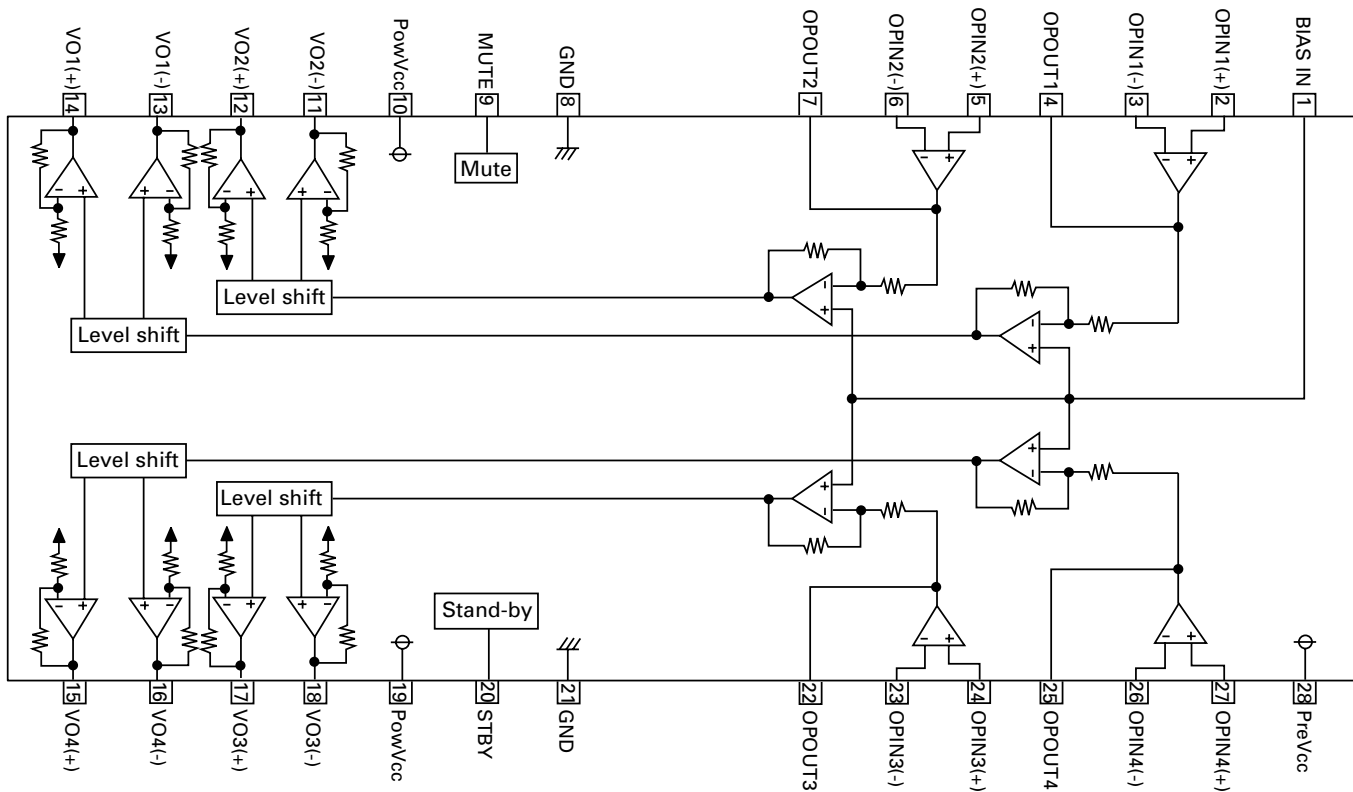 VO1(+)
VO1(-)
VO2(+)
VO2(-)
PowVcc
MUTE
GND
OPOUT2
OPIN2(-)
OPIN2(+)
OPOUT1
OPIN1(-)
OPIN1(+)
BIAS IN
14
13
12
11
10
9
8
7
6
5
4
3
2
1
Mute
- +
+ -
- +
+ -
- +
- +
Level shift
- +
Level shift
- +
Level shift
+ -
Level shift
+ -
Stand-by
- +
+ -
- +
+ -
- +
- +
15
16
17
18
19
20
21
22
23
24
25
26
27
28
VO4(+)
VO4(-)
VO3(+)
VO3(-)
PowVcc
STBY
GND
OPOUT3
OPIN3(-)
OPIN3(+)
OPOUT4
OPIN4(-)
OPIN4(+)
PreVcc